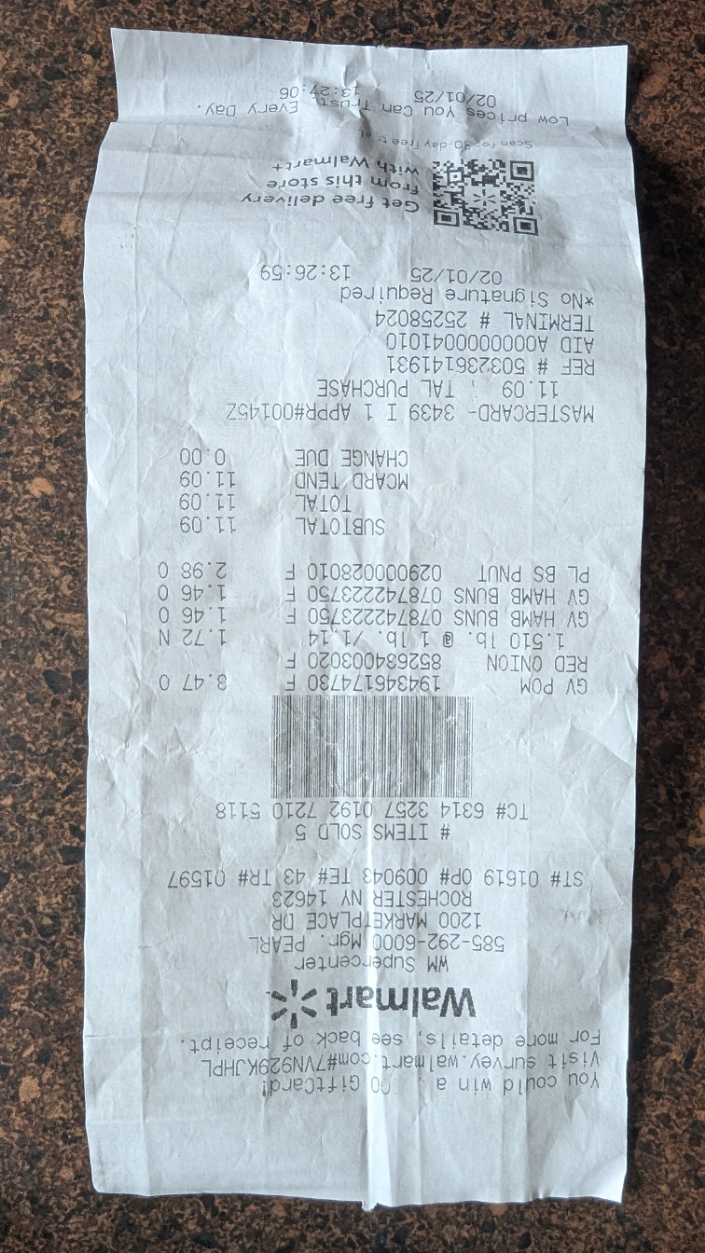 You could win a 00 GiftCard!
Visit survey.walmart.com#7VN929KJHPL
For more details, see back of receipt.
Walmart
WM Supercenter
585-292-6000 Mgr. PEARL
1200 MARKETPLACE DR
ROCHESTER NY 14623
ST# 01619 OP# 009043 TE# 43 TR# 01597
# ITEMS SOLD 5
TC# 6314 3257 0192 7210 5118
GV POM 194346174730 F 3.47 O
RED ONION 852634003020 F
1.510 lb. @ 1 lb. /1.14 1.72 N
GV HAMB BUNS 078742223750 F 1.46 O
GV HAMB BUNS 078742223750 F 1.46 O
PL BS PNUT 029000028010 F 2.98 O
SUBTOTAL 11.09
TOTAL 11.09
MCARD TEND 11.09
CHANGE DUE 0.00
MASTERCARD- 3439 I 1 APPR#00145Z
11.09 TAL PURCHASE
REF # 503236141931
AID A0000000041010
TERMINAL # 25258024
*No Signature Required
02/01/25 13:26:59
Get free delivery
from this store
with Walmart+
Scan for 30-day free trial.
Low prices You Can Trust. Every Day.
02/01/25 13:27:06